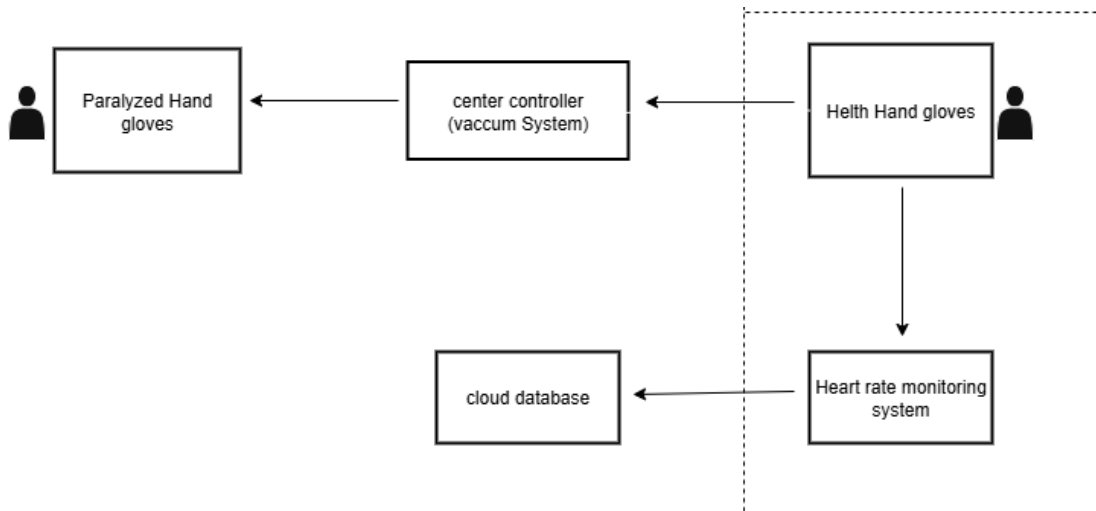 Paralyzed Hand
gloves
center controller
(vaccum System)
Helth Hand gloves
cloud database
Heart rate monitoring
system